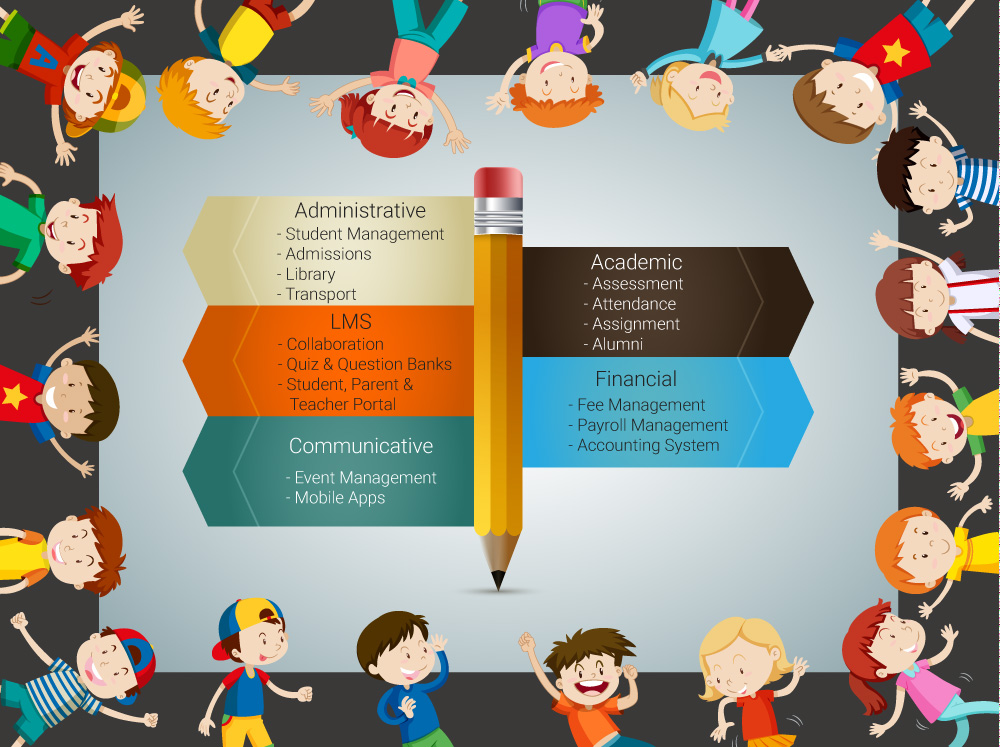 Administrative
- Student Management
- Admissions
- Library
- Transport
LMS
- Collaboration
- Quiz & Question Banks
- Student, Parent &
Teacher Portal
Communicative
- Event Management
- Mobile Apps
Academic
- Assessment
- Attendance
- Assignment
- Alumni
Financial
- Fee Management
- Payroll Management
- Accounting System
A